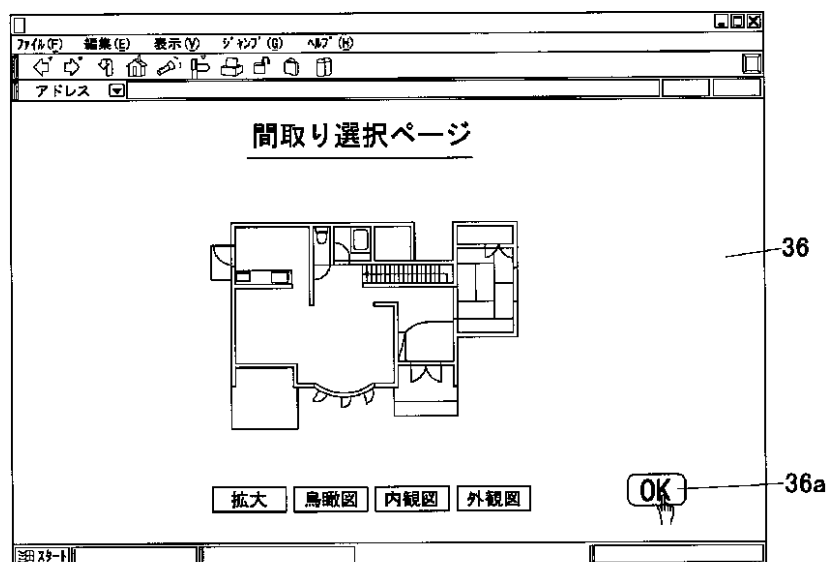 ファイル(F) 編集(E) 表示(V) ジャンプ(G) ヘルプ(H)
アドレス
間取り選択ページ
36
拡大 鳥瞰図 内観図 外観図
OK
36a
スタート